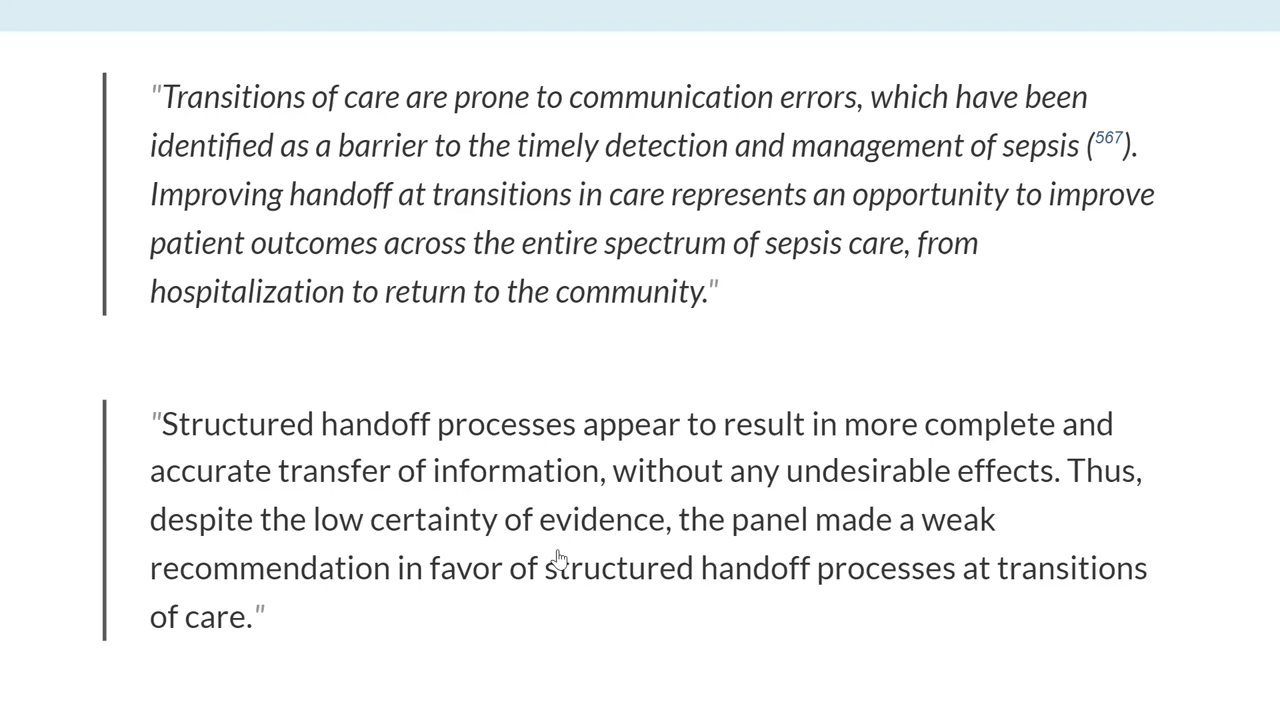 "Transitions of care are prone to communication errors, which have been
identified as a barrier to the timely detection and management of sepsis (567).
Improving handoff at transitions in care represents an opportunity to improve
patient outcomes across the entire spectrum of sepsis care, from
hospitalization to return to the community."
"Structured handoff processes appear to result in more complete and
accurate transfer of information, without any undesirable effects. Thus,
despite the low certainty of evidence, the panel made a weak
recommendation in favor of structured handoff processes at transitions
of care."